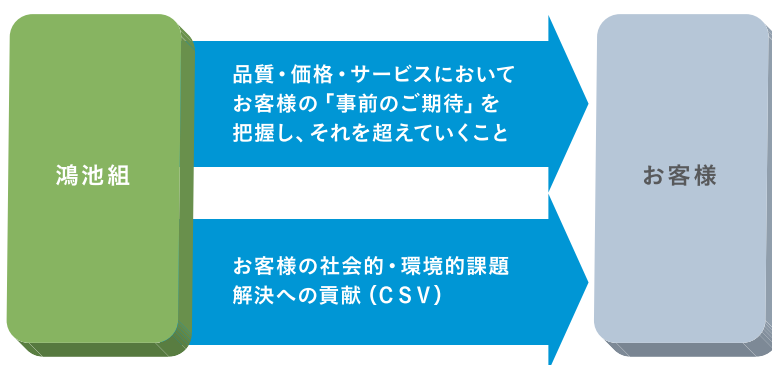 鴻池組
品質・価格・サービスにおいて
お客様の「事前のご期待」を
把握し、それを超えていくこと
お客様の社会的・環境的課題
解決への貢献（CSV）
お客様